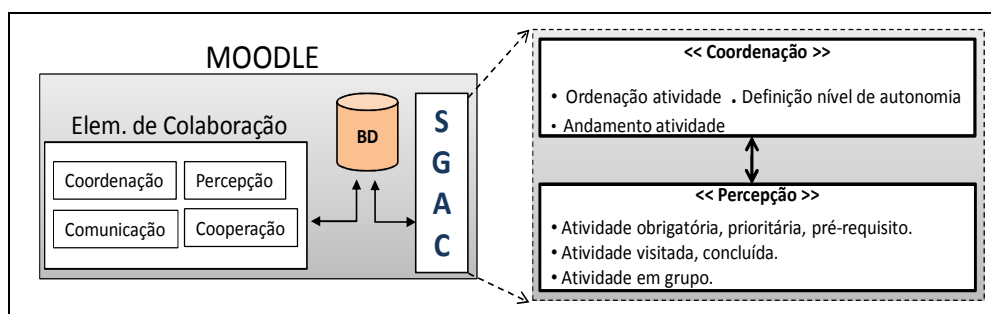 MOODLE
Elem. de Colaboração
Coordenação Percepção
Comunicação Cooperação
BD
S
G
A
C
<< Coordenação >>
• Ordenação atividade . Definição nível de autonomia
• Andamento atividade
<< Percepção >>
• Atividade obrigatória, prioritária, pré-requisito.
• Atividade visitada, concluída.
• Atividade em grupo.